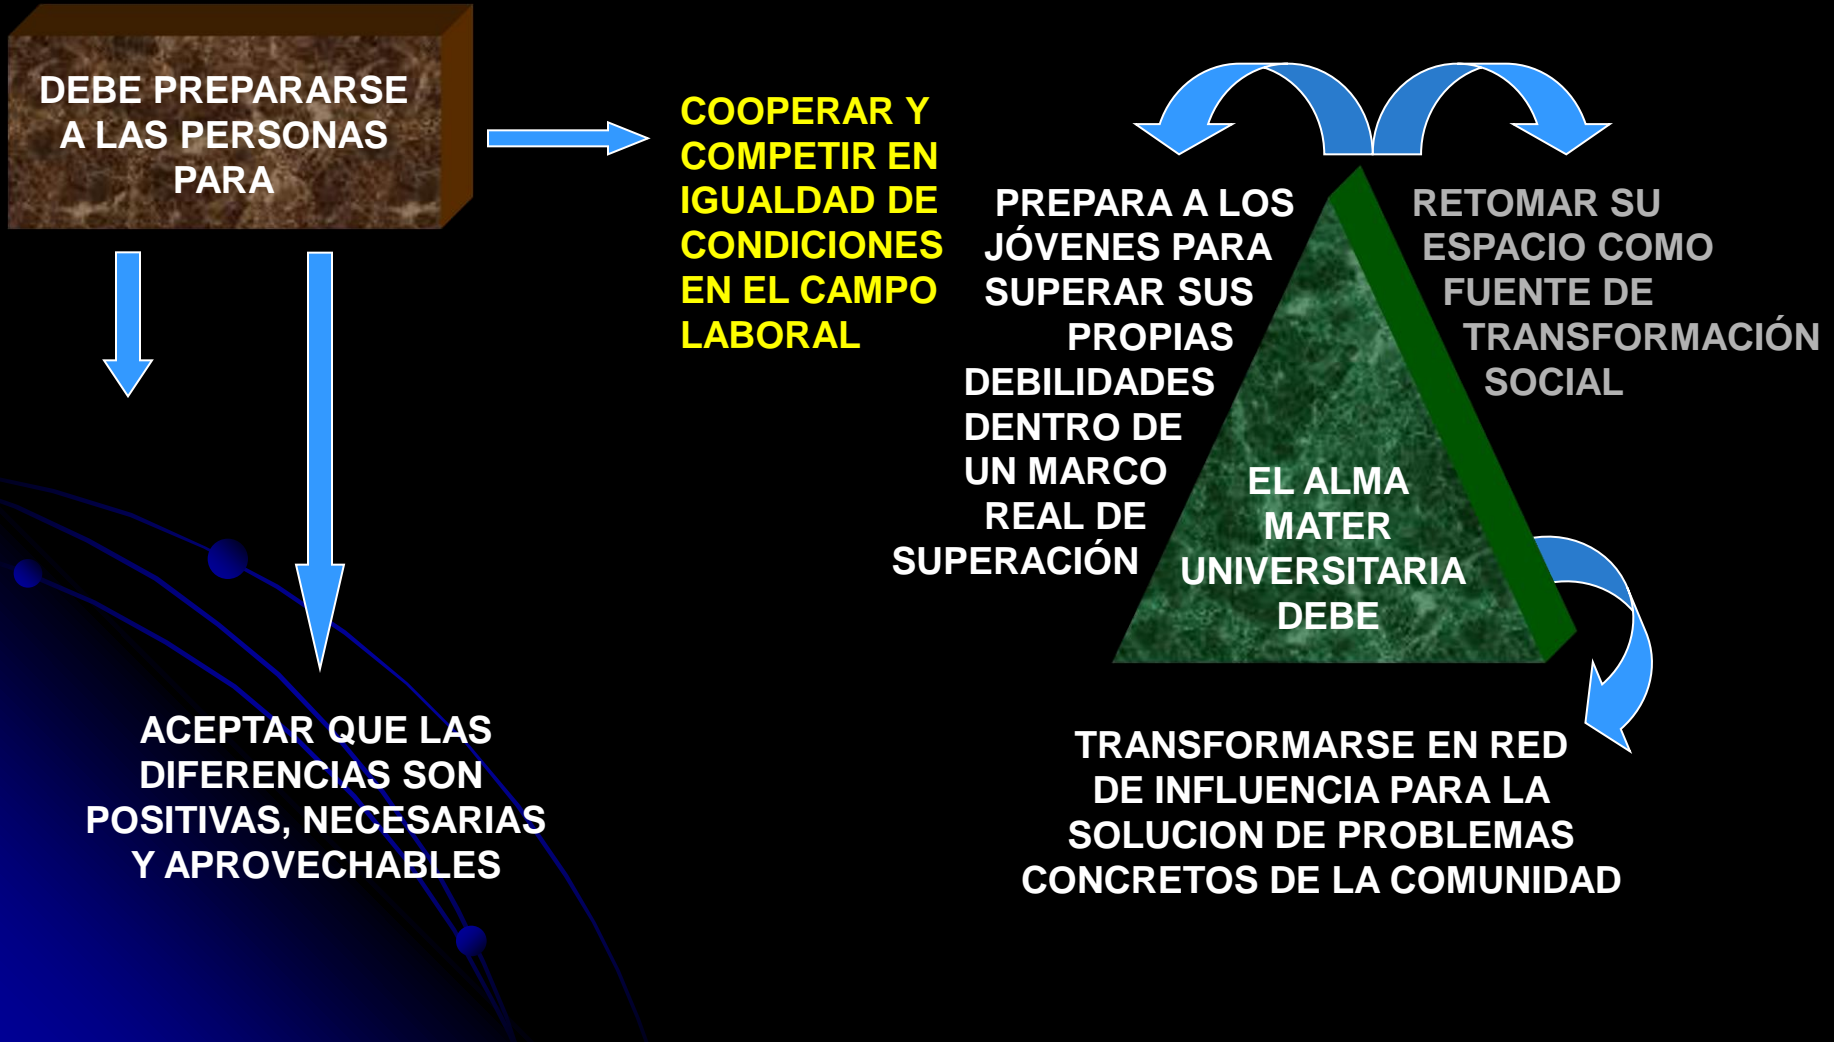 DEBE PREPARARSE
A LAS PERSONAS
PARA
COOPERAR Y
COMPETIR EN
IGUALDAD DE
CONDICIONES
EN EL CAMPO
LABORAL
ACEPTAR QUE LAS
DIFERENCIAS SON
POSITIVAS, NECESARIAS
Y APROVECHABLES
PREPARA A LOS
JÓVENES PARA
SUPERAR SUS
PROPIAS
DEBILIDADES
DENTRO DE
UN MARCO
REAL DE
SUPERACIÓN
RETOMAR SU
ESPACIO COMO
FUENTE DE
TRANSFORMACIÓN
SOCIAL
EL ALMA
MATER
UNIVERSITARIA
DEBE
TRANSFORMARSE EN RED
DE INFLUENCIA PARA LA
SOLUCION DE PROBLEMAS
CONCRETOS DE LA COMUNIDAD